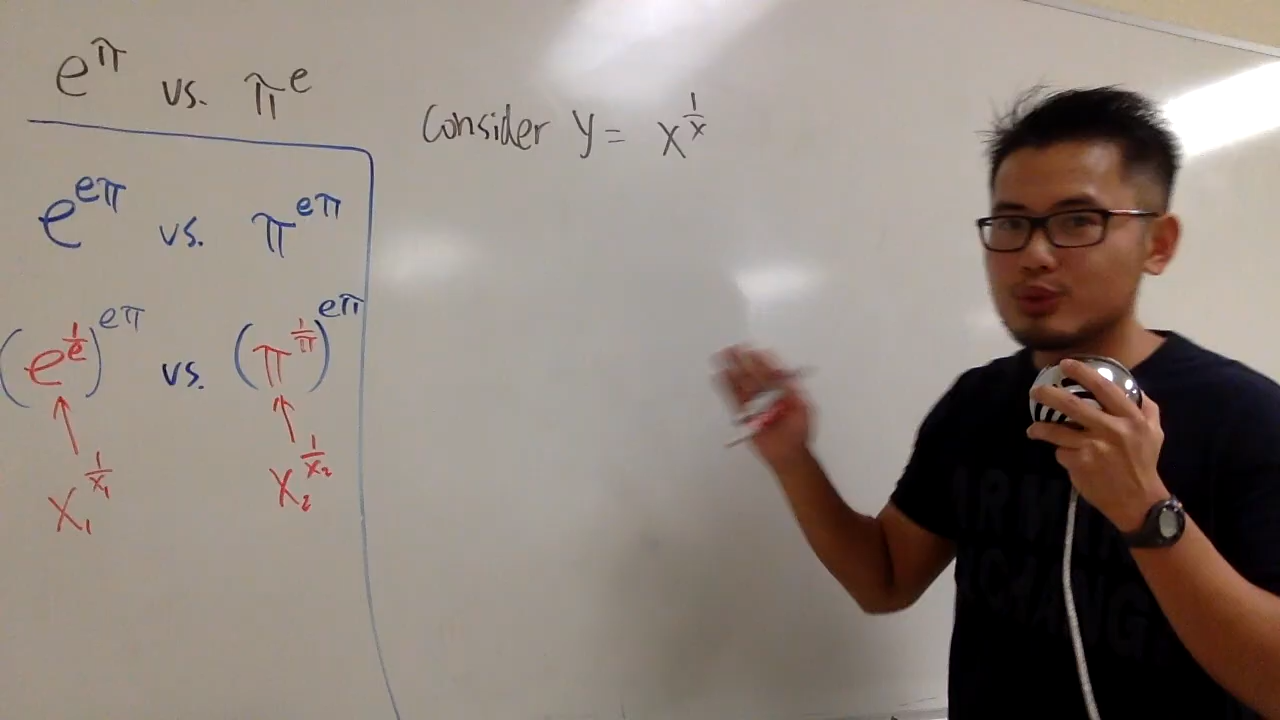 e^π vs. π^e
e^{eπ} vs. π^{eπ}
(e^{1/e})^{eπ} vs. (π^{1/π})^{eπ}
x₁^{1/x₁} x₂^{1/x₂}
Consider y = x^{1/x}